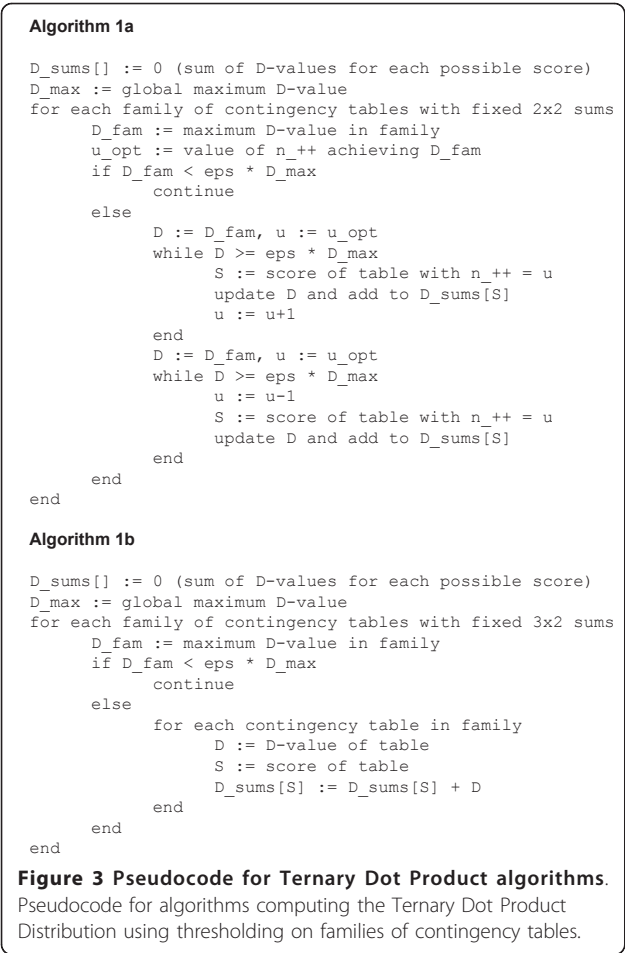 Algorithm 1a
D_sums[] := 0 (sum of D-values for each possible score)
D_max := global maximum D-value
for each family of contingency tables with fixed 2x2 sums
D_fam := maximum D-value in family
u_opt := value of n_++ achieving D_fam
if D_fam < eps * D_max
continue
else
D := D_fam, u := u_opt
while D >= eps * D_max
S := score of table with n_++ = u
update D and add to D_sums[S]
u := u+1
end
D := D_fam, u := u_opt
while D >= eps * D_max
u := u-1
S := score of table with n_++ = u
update D and add to D_sums[S]
end
end
end
Algorithm 1b
D_sums[] := 0 (sum of D-values for each possible score)
D_max := global maximum D-value
for each family of contingency tables with fixed 3x2 sums
D_fam := maximum D-value in family
if D_fam < eps * D_max
continue
else
for each contingency table in family
D := D-value of table
S := score of table
D_sums[S] := D_sums[S] + D
end
end
end
Figure 3 Pseudocode for Ternary Dot Product algorithms.
Pseudocode for algorithms computing the Ternary Dot Product
Distribution using thresholding on families of contingency tables.